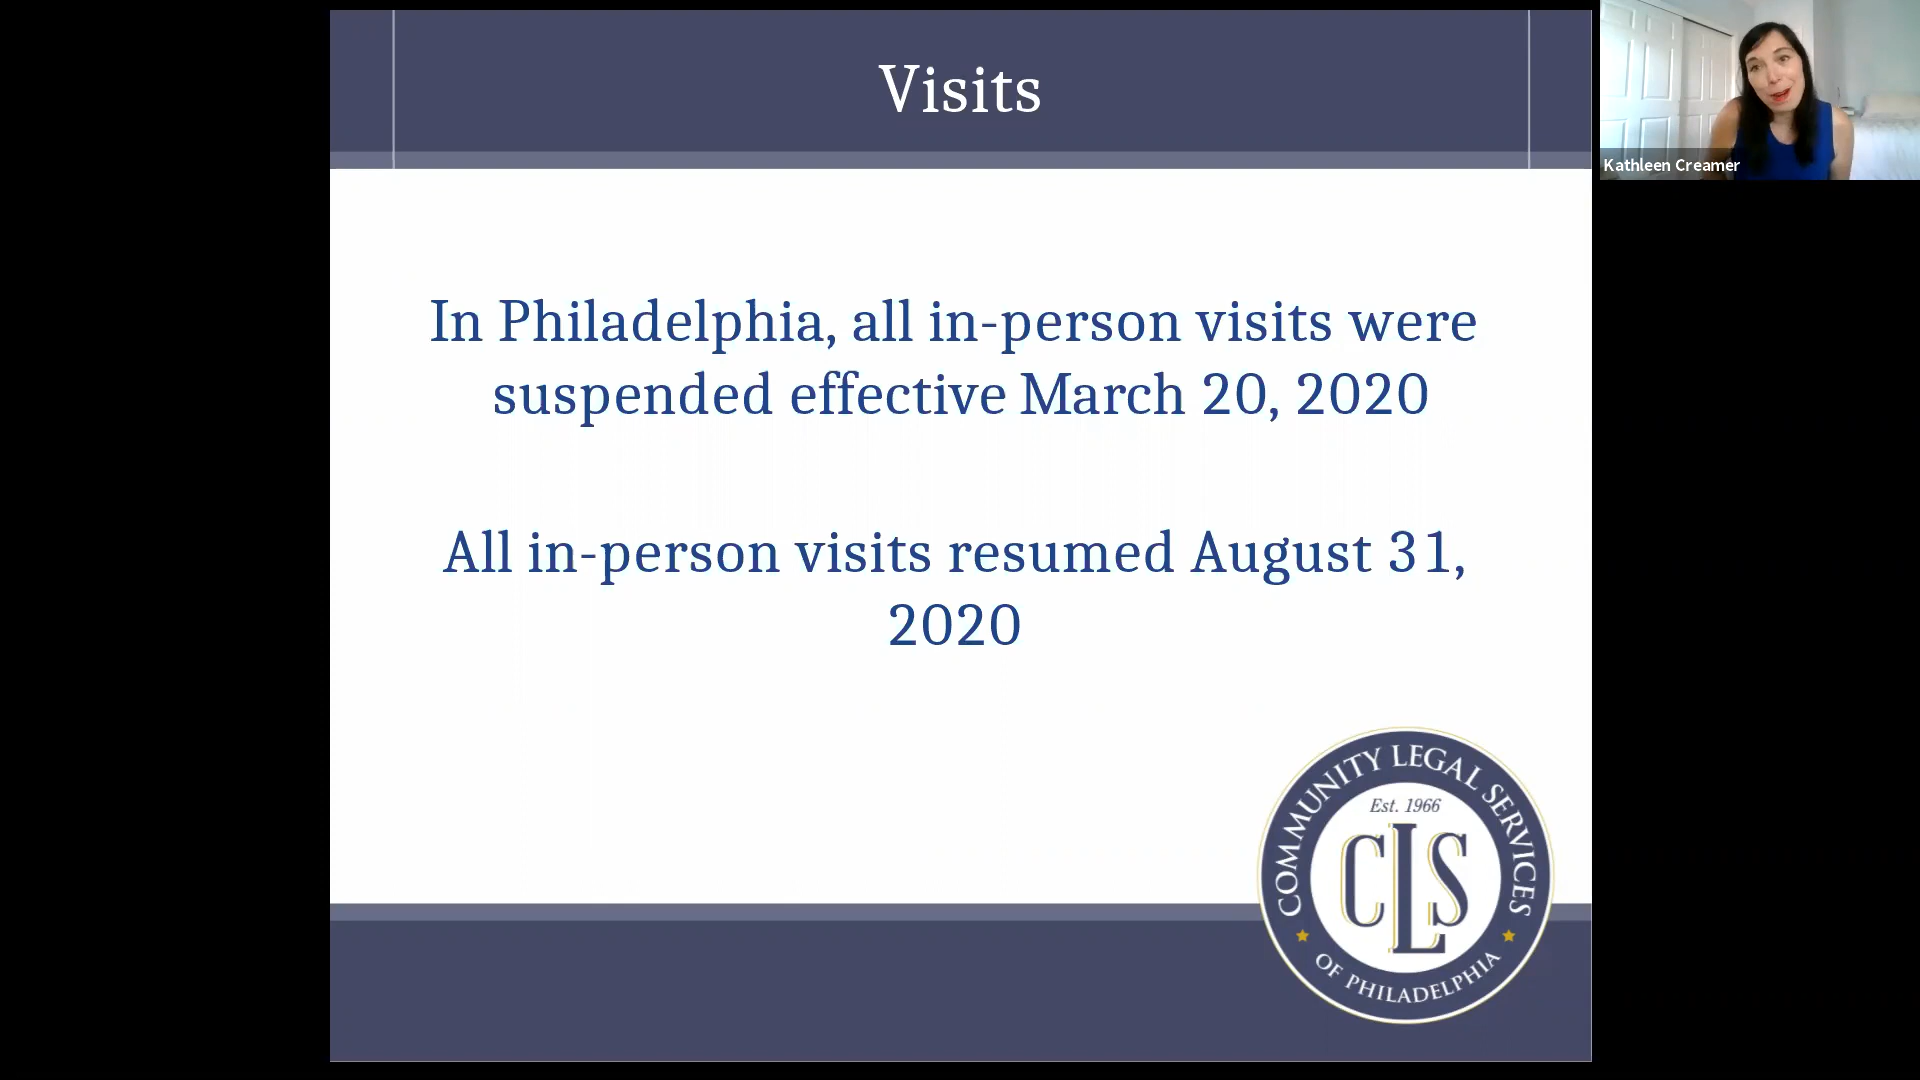 Visits
Kathleen Creamer
In Philadelphia, all in-person visits were
suspended effective March 20, 2020
All in-person visits resumed August 31,
2020
COMMUNITY LEGAL SERVICES
Est. 1966
CLS
OF PHILADELPHIA